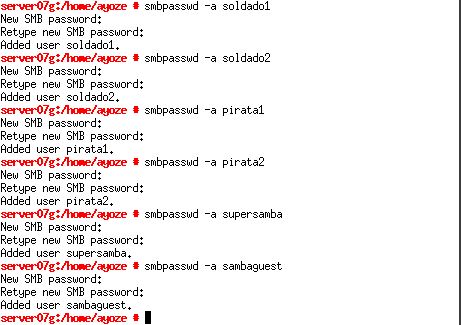 server07g:/home/ayoze # smbpasswd -a soldado1
New SMB password:
Retype new SMB password:
Added user soldado1.
server07g:/home/ayoze # smbpasswd -a soldado2
New SMB password:
Retype new SMB password:
Added user soldado2.
server07g:/home/ayoze # smbpasswd -a pirata1
New SMB password:
Retype new SMB password:
Added user pirata1.
server07g:/home/ayoze # smbpasswd -a pirata2
New SMB password:
Retype new SMB password:
Added user pirata2.
server07g:/home/ayoze # smbpasswd -a supersamba
New SMB password:
Retype new SMB password:
Added user supersamba.
server07g:/home/ayoze # smbpasswd -a sambaguest
New SMB password:
Retype new SMB password:
Added user sambaguest.
server07g:/home/ayoze #